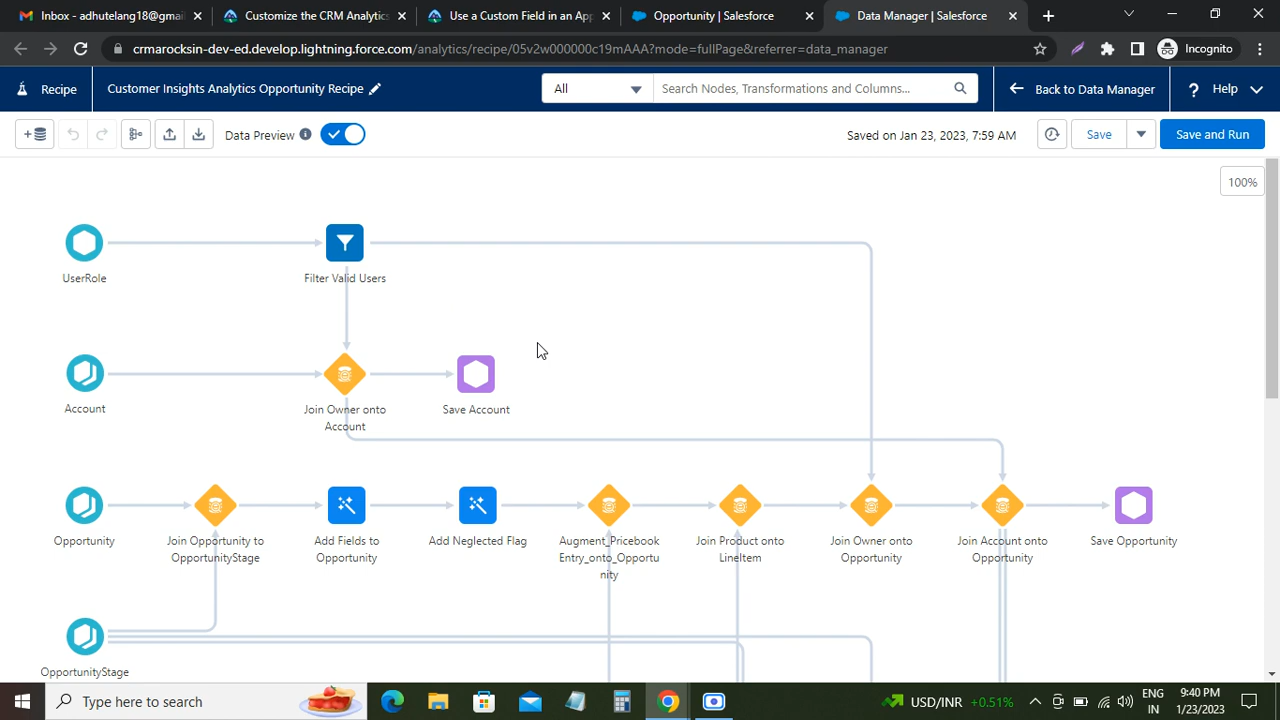 Inbox - adhutelang18@gmai
Customize the CRM Analytics
Use a Custom Field in an App
Opportunity | Salesforce
Data Manager | Salesforce
crmarocksin-dev-ed.develop.lightning.force.com/analytics/recipe/05v2w000000c19mAAA?mode=fullPage&referrer=data_manager
Incognito
Recipe
Customer Insights Analytics Opportunity Recipe
All
Search Nodes, Transformations and Columns...
Back to Data Manager
? Help
Data Preview
Saved on Jan 23, 2023, 7:59 AM
Save
Save and Run
100%
UserRole
Filter Valid Users
Account
Join Owner onto
Account
Save Account
Opportunity
Join Opportunity to
OpportunityStage
Add Fields to
Opportunity
Add Neglected Flag
Augment_Pricebook
Entry_onto_Opportu
nity
Join Product onto
LineItem
Join Owner onto
Opportunity
Join Account onto
Opportunity
Save Opportunity
OpportunityStage
Type here to search
USD/INR +0.51%
ENG
IN
9:40 PM
1/23/2023